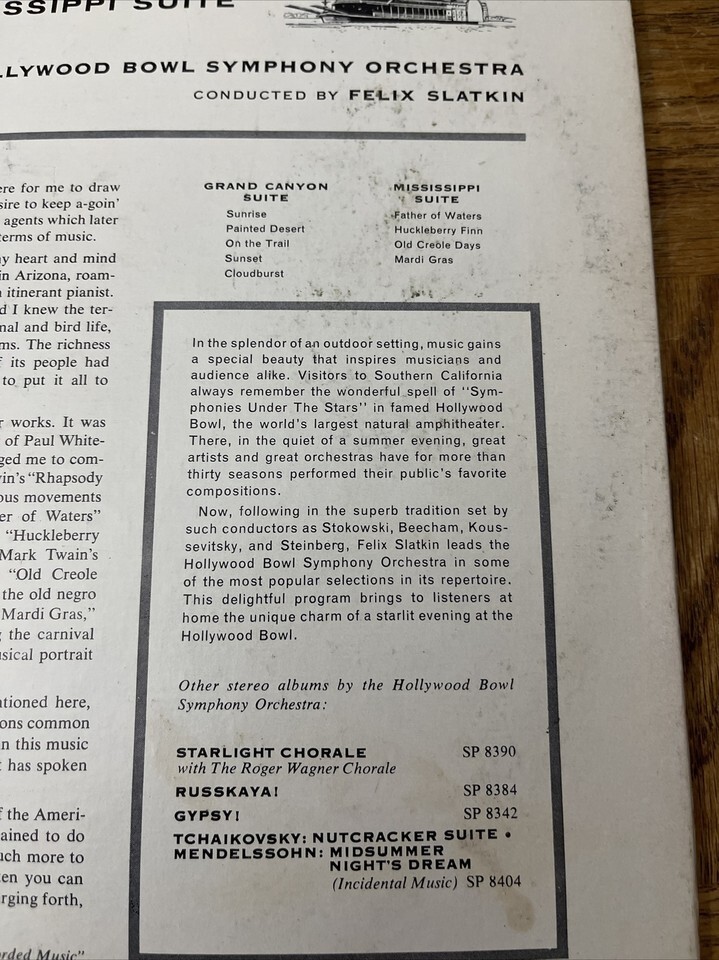 SSIPPI SUITE
LLYWOOD BOWL SYMPHONY ORCHESTRA
CONDUCTED BY FELIX SLATKIN
ere for me to draw
sire to keep a-goin'
agents which later
terms of music.
y heart and mind
in Arizona, roam-
itinerant pianist.
d I knew the ter-
mal and bird life,
ms. The richness
f its people had
to put it all to
r works. It was
of Paul White-
ged me to com-
vin's "Rhapsody
ous movements
er of Waters"
"Huckleberry
Mark Twain's
"Old Creole
the old negro
Mardi Gras,"
g the carnival
sical portrait
ntioned here,
ons common
n this music
t has spoken
f the Ameri-
ained to do
uch more to
en you can
rging forth,
orded Music"
GRAND CANYON
SUITE
Sunrise
Painted Desert
On the Trail
Sunset
Cloudburst
MISSISSIPPI
SUITE
Father of Waters
Huckleberry Finn
Old Creole Days
Mardi Gras
In the splendor of an outdoor setting, music gains
a special beauty that inspires musicians and
audience alike. Visitors to Southern California
always remember the wonderful spell of "Sym-
phonies Under The Stars" in famed Hollywood
Bowl, the world's largest natural amphitheater.
There, in the quiet of a summer evening, great
artists and great orchestras have for more than
thirty seasons performed their public's favorite
compositions.
Now, following in the superb tradition set by
such conductors as Stokowski, Beecham, Kous-
sevitsky, and Steinberg, Felix Slatkin leads the
Hollywood Bowl Symphony Orchestra in some
of the most popular selections in its repertoire.
This delightful program brings to listeners at
home the unique charm of a starlit evening at the
Hollywood Bowl.
Other stereo albums by the Hollywood Bowl
Symphony Orchestra:
STARLIGHT CHORALE SP 8390
with The Roger Wagner Chorale
RUSSKAYA! SP 8384
GYPSY! SP 8342
TCHAIKOVSKY: NUTCRACKER SUITE •
MENDELSSOHN: MIDSUMMER
NIGHT'S DREAM
(Incidental Music) SP 8404